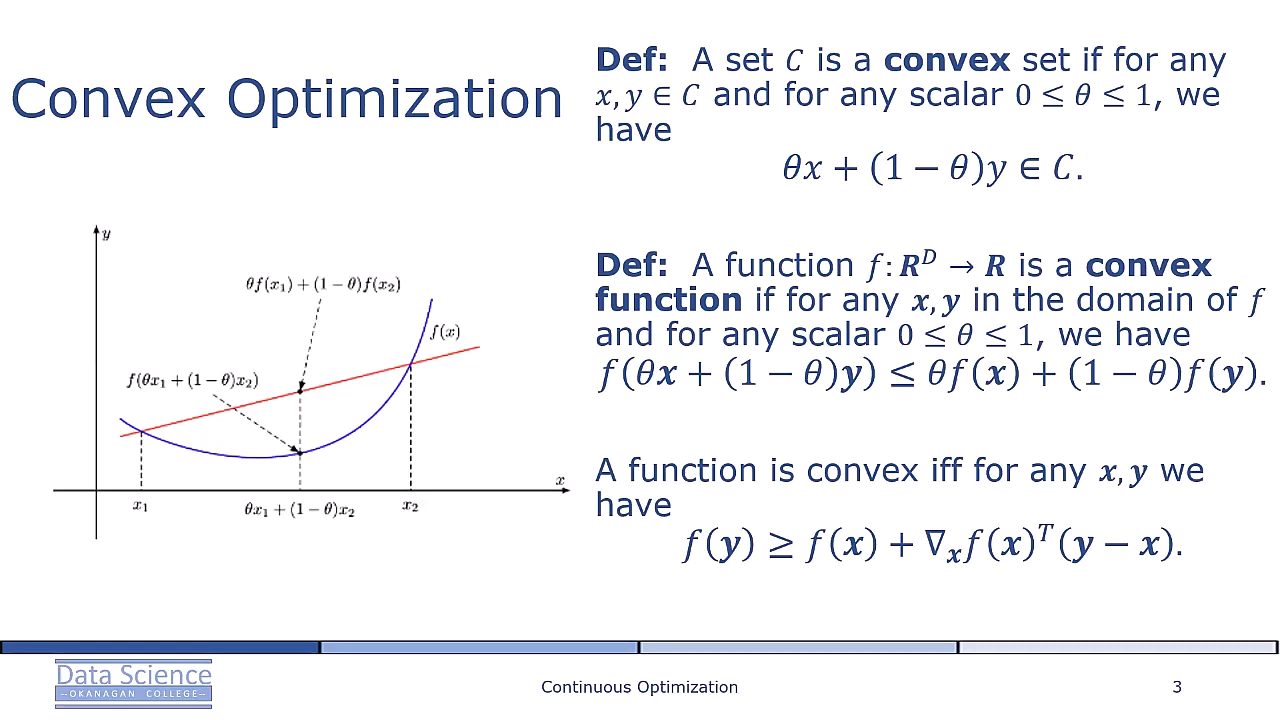 Convex Optimization
Def: A set 𝐶 is a convex set if for any
𝑥, 𝑦 ∈ 𝐶 and for any scalar 0 ≤ 𝜃 ≤ 1, we
have
𝜃𝑥 + (1 − 𝜃)𝑦 ∈ 𝐶.
y
θf(x₁) + (1 − θ)f(x₂)
f(x)
f(θx₁ + (1 − θ)x₂)
x
x₁
θx₁ + (1 − θ)x₂
x₂
Def: A function 𝑓: 𝑹ᴰ → 𝑹 is a convex
function if for any 𝒙, 𝒚 in the domain of 𝑓
and for any scalar 0 ≤ 𝜃 ≤ 1, we have
𝑓(𝜃𝒙 + (1 − 𝜃)𝒚) ≤ 𝜃𝑓(𝒙) + (1 − 𝜃)𝑓(𝒚).
A function is convex iff for any 𝒙, 𝒚 we
have
𝑓(𝒚) ≥ 𝑓(𝒙) + ∇ₓ𝑓(𝒙)ᵀ(𝒚 − 𝒙).
Data Science
OKANAGAN COLLEGE
Continuous Optimization
3